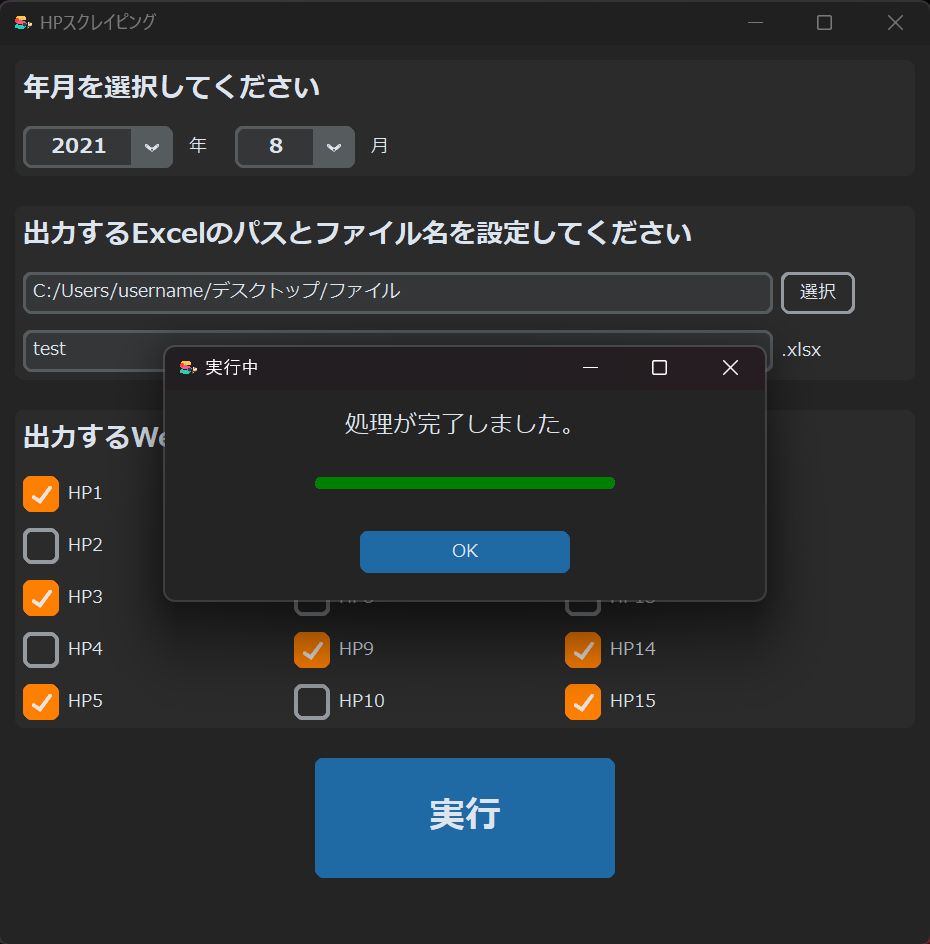 HPスクレイピング
年月を選択してください
2021 年 8 月
出力するExcelのパスとファイル名を設定してください
C:/Users/username/デスクトップ/ファイル 選択
test .xlsx
実行中
処理が完了しました。
OK
出力するWe
HP1
HP2
HP3
HP4 HP9 HP14
HP5 HP10 HP15
実行